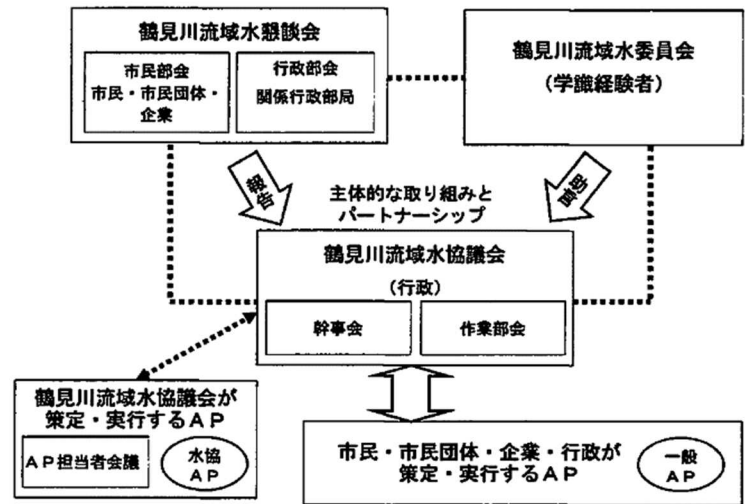 鶴見川流域水懇談会
市民部会
市民・市民団体・
企業
行政部会
関係行政部局
鶴見川流域水委員会
(学識経験者)
報告
主体的な取り組みと
パートナーシップ
鶴見川流域水協議会
(行政)
幹事会
作業部会
鶴見川流域水協議会が
策定・実行するAP
AP担当者会議
水協
AP
市民・市民団体・企業・行政が
策定・実行するAP
一般
AP